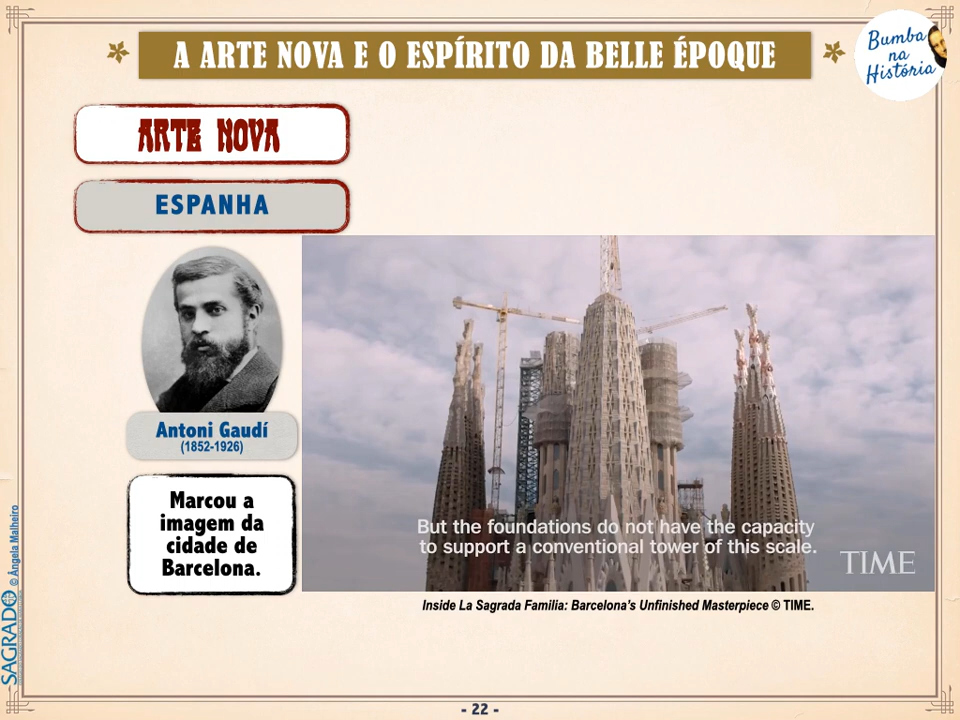 A ARTE NOVA E O ESPÍRITO DA BELLE ÉPOQUE
Bumba
na
História
ARTE NOVA
ESPANHA
Antoni Gaudí
(1852-1926)
Marcou a
imagem da
cidade de
Barcelona.
But the foundations do not have the capacity
to support a conventional tower of this scale.
TIME
Inside La Sagrada Familia: Barcelona's Unfinished Masterpiece © TIME.
SAGRADO
© Ângela Malheiro
- 22 -